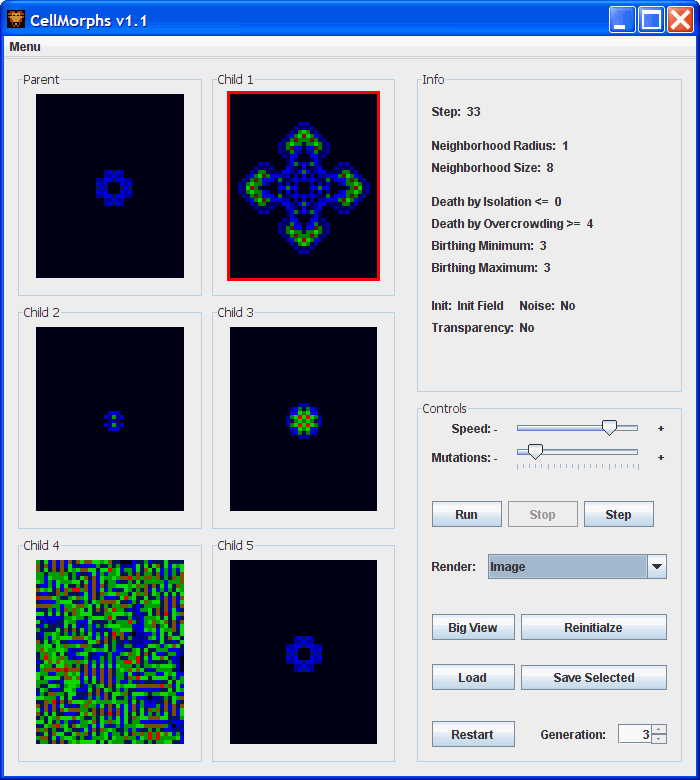 CellMorphs v1.1
Menu
Parent
Child 1
Child 2
Child 3
Child 4
Child 5
Info
Step: 33
Neighborhood Radius: 1
Neighborhood Size: 8
Death by Isolation <= 0
Death by Overcrowding >= 4
Birthing Minimum: 3
Birthing Maximum: 3
Init: Init Field Noise: No
Transparency: No
Controls
Speed: - +
Mutations: - +
Run Stop Step
Render: Image
Big View Reinitialze
Load Save Selected
Restart Generation: 3